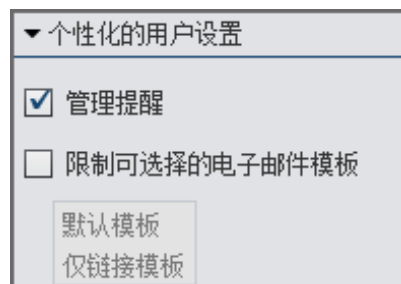 个性化的用户设置
管理提醒
限制可选择的电子邮件模板
默认模板
仅链接模板